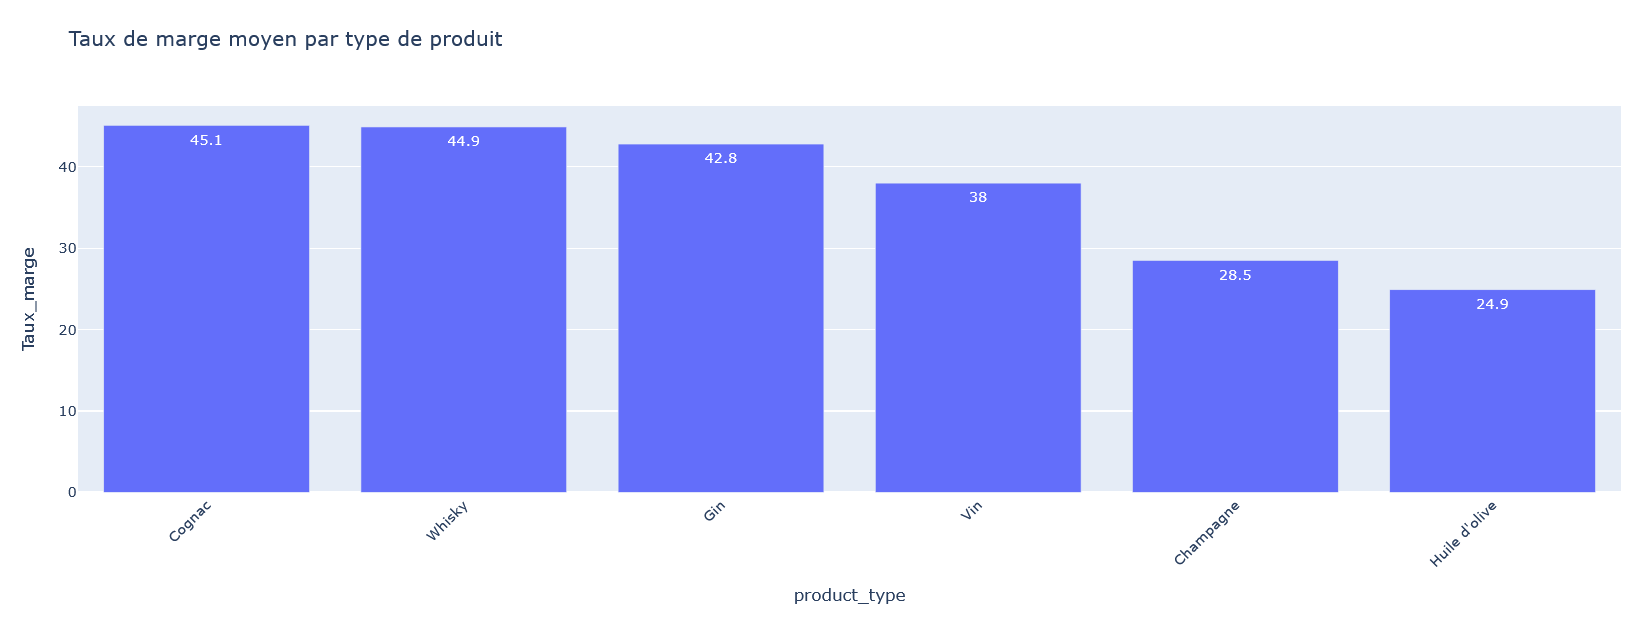 Taux de marge moyen par type de produit
Taux_marge
40
30
20
10
0
45.1
44.9
42.8
38
28.5
24.9
Cognac
Whisky
Gin
Vin
Champagne
Huile d'olive
product_type